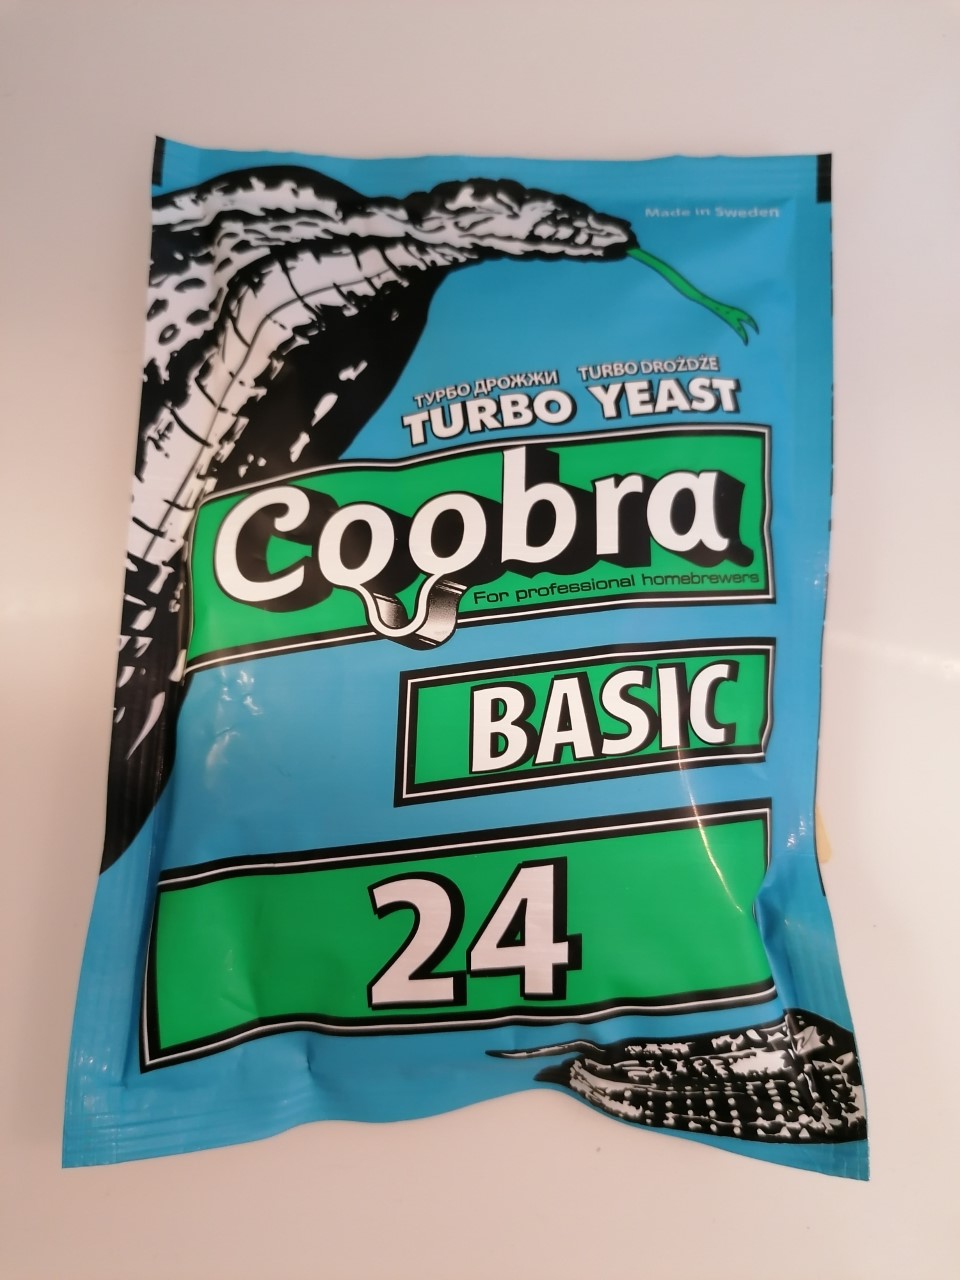 Made in Sweden
ТУРБО ДРОЖЖИ TURBO DROŻDŻE
TURBO YEAST
Coobra
For professional homebrewers
BASIC
24